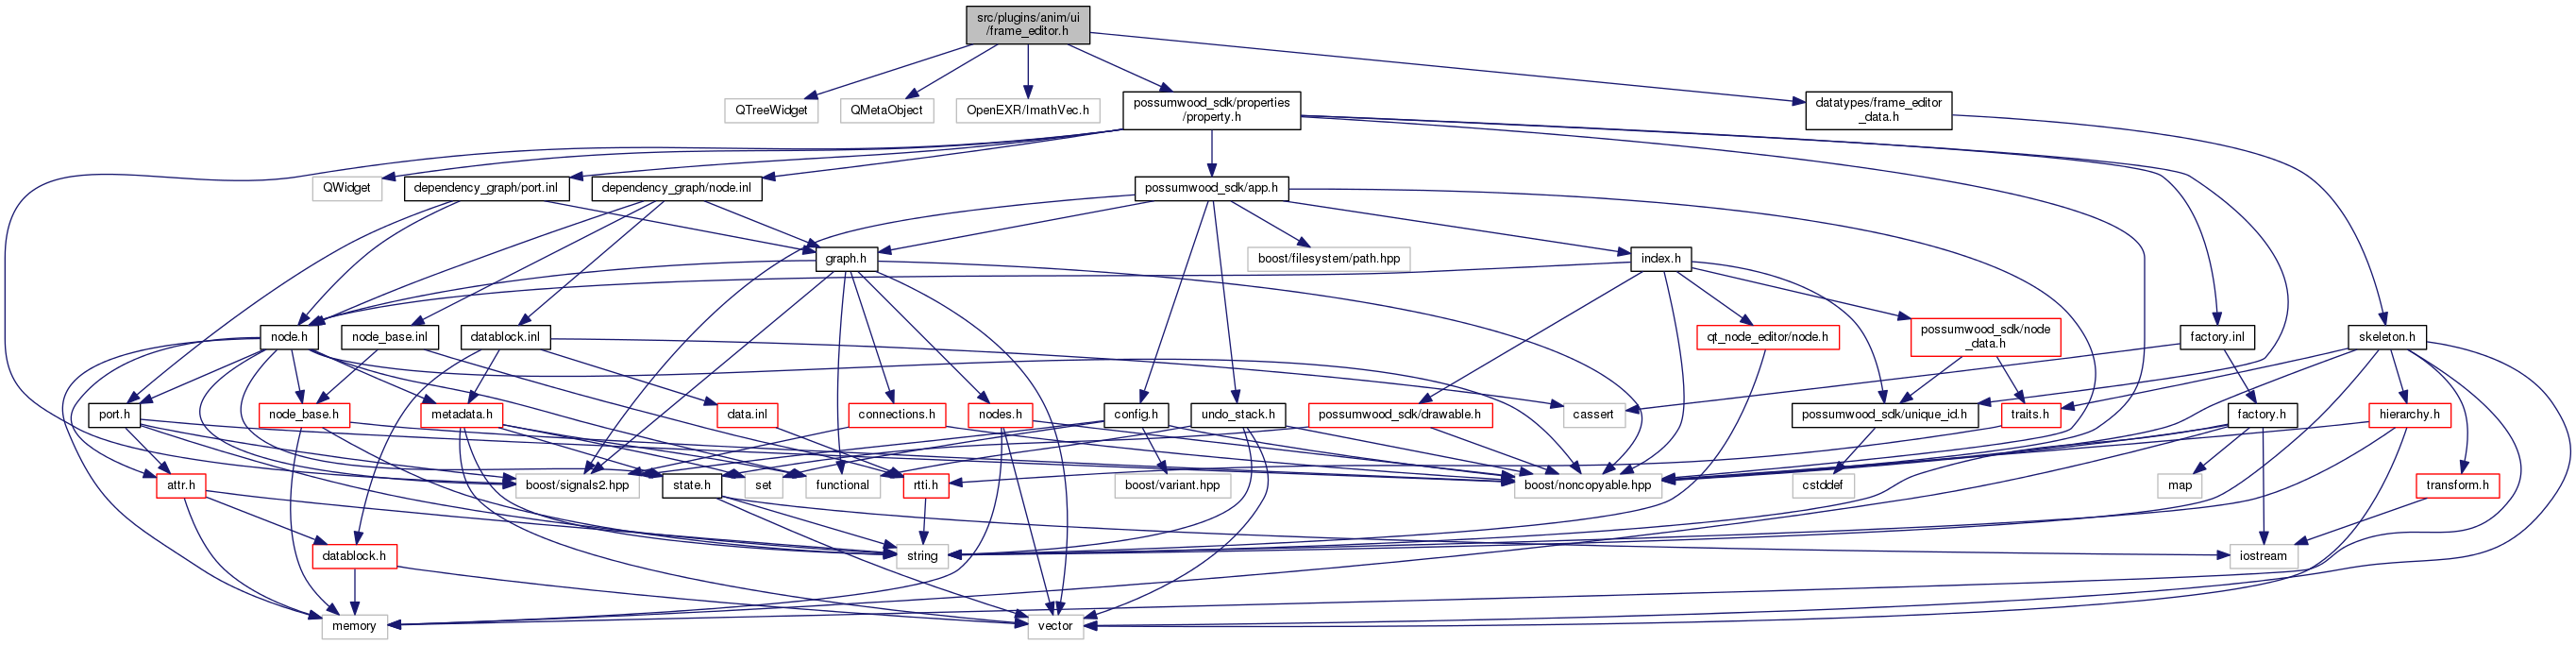 src/plugins/anim/ui
/frame_editor.h
QTreeWidget
QMetaObject
OpenEXR/ImathVec.h
possumwood_sdk/properties
/property.h
datatypes/frame_editor
_data.h
QWidget
dependency_graph/port.inl
dependency_graph/node.inl
possumwood_sdk/app.h
graph.h
boost/filesystem/path.hpp
index.h
node.h
node_base.inl
datablock.inl
qt_node_editor/node.h
possumwood_sdk/node
_data.h
factory.inl
skeleton.h
port.h
node_base.h
metadata.h
data.inl
connections.h
nodes.h
config.h
undo_stack.h
possumwood_sdk/drawable.h
cassert
possumwood_sdk/unique_id.h
traits.h
factory.h
hierarchy.h
attr.h
boost/signals2.hpp
state.h
set
functional
rtti.h
boost/variant.hpp
boost/noncopyable.hpp
cstddef
map
transform.h
datablock.h
string
iostream
memory
vector